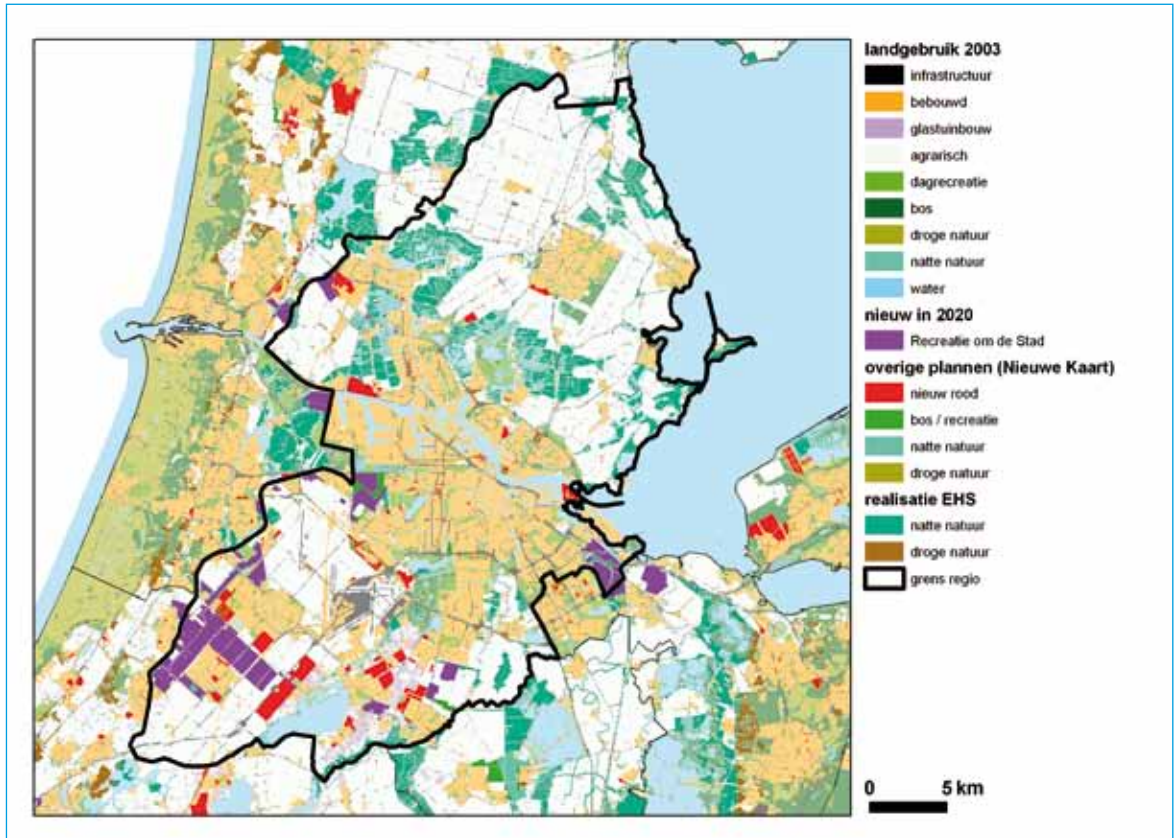 landgebruik 2003
infrastructuur
bebouwd
glastuinbouw
agrarisch
dagrecreatie
bos
droge natuur
natte natuur
water
nieuw in 2020
Recreatie om de Stad
overige plannen (Nieuwe Kaart)
nieuw rood
bos / recreatie
natte natuur
droge natuur
realisatie EHS
natte natuur
droge natuur
grens regio
0 5 km